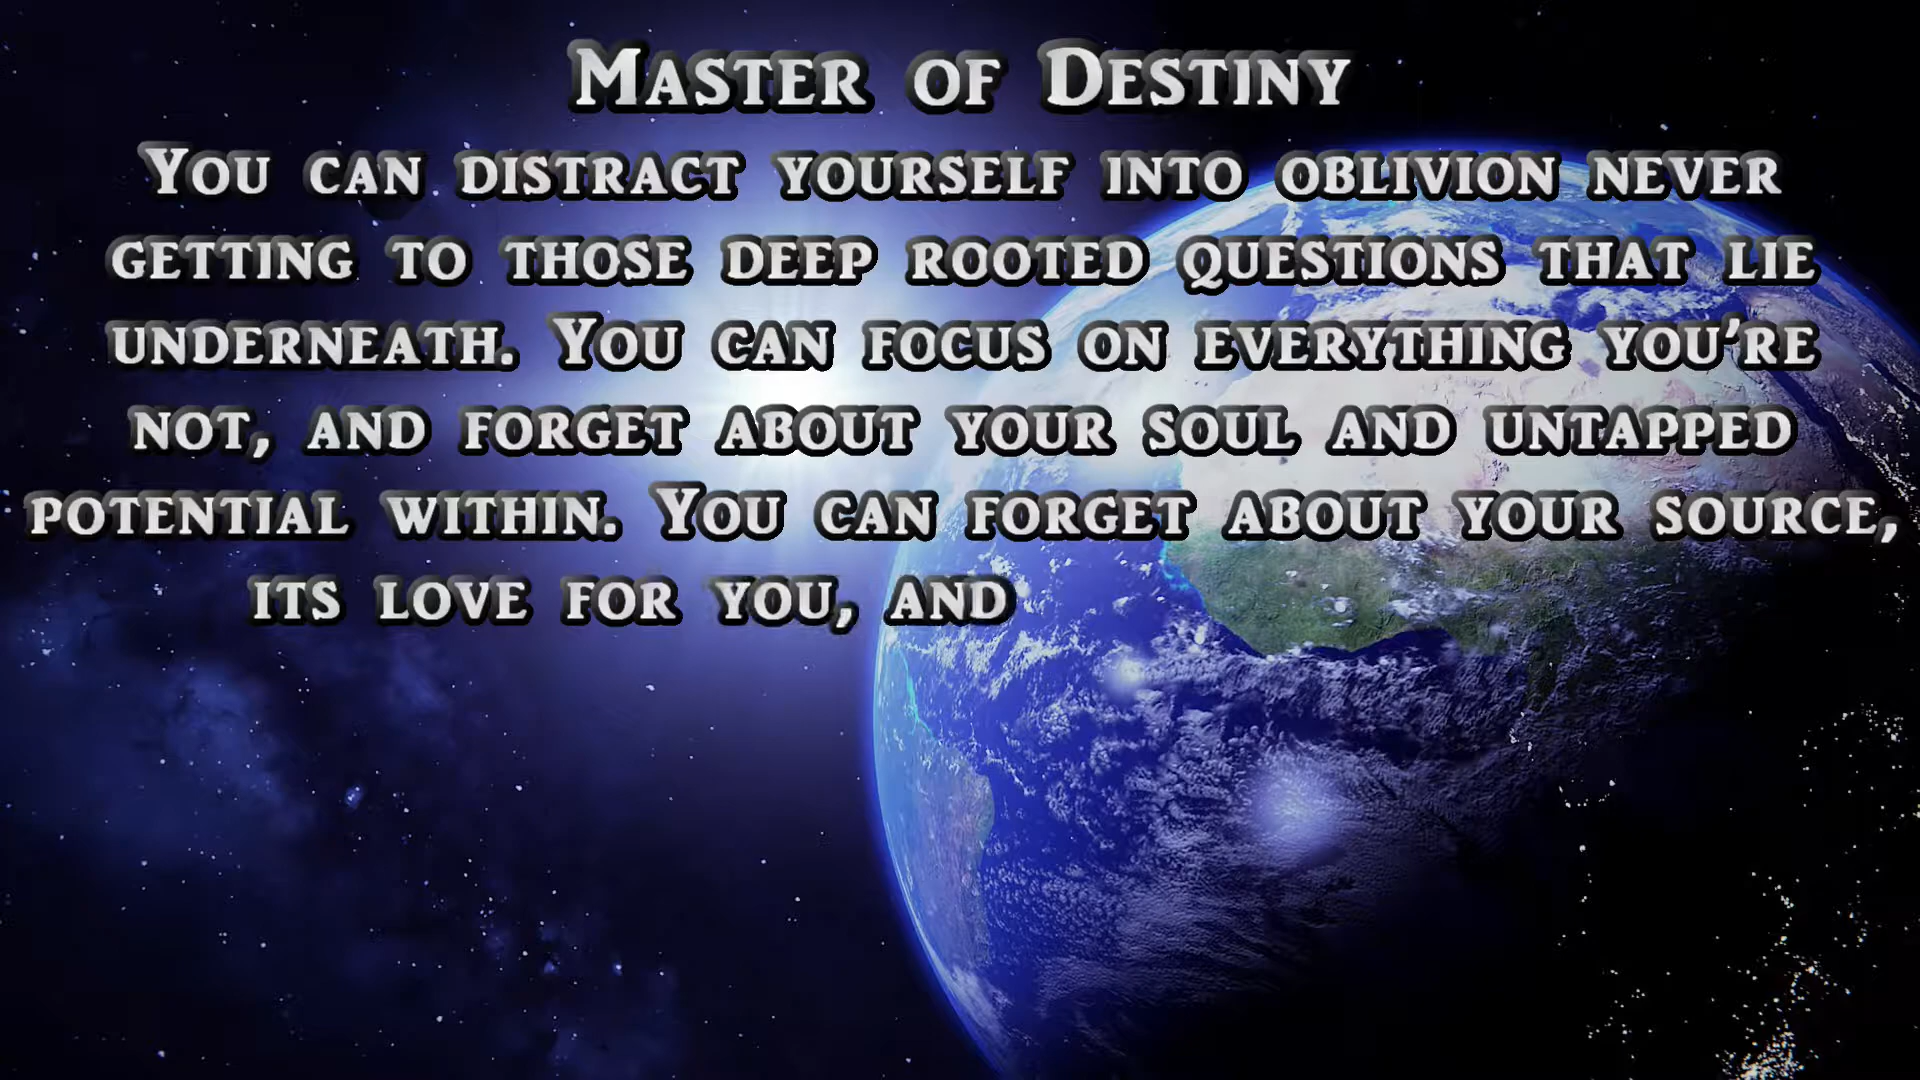 Master of Destiny
You can distract yourself into oblivion never
getting to those deep rooted questions that lie
underneath. You can focus on everything you're
not, and forget about your soul and untapped
potential within. You can forget about your source,
its love for you, and